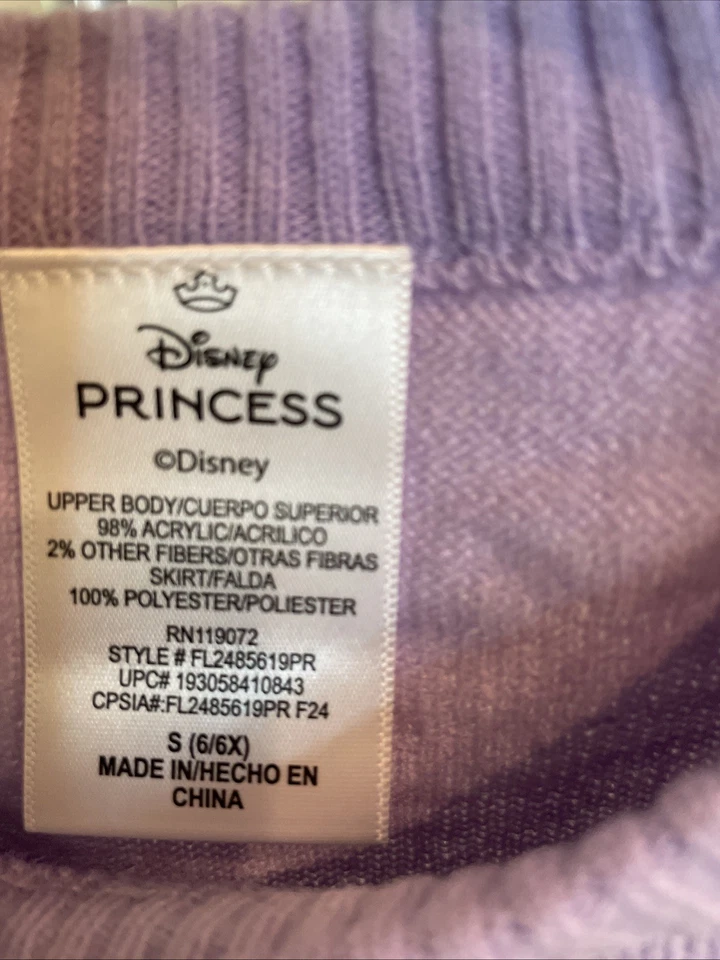 Disney
PRINCESS
©Disney
UPPER BODY/CUERPO SUPERIOR
98% ACRYLIC/ACRILICO
2% OTHER FIBERS/OTRAS FIBRAS
SKIRT/FALDA
100% POLYESTER/POLIESTER
RN119072
STYLE # FL2485619PR
UPC# 193058410843
CPSIA#:FL2485619PR F24
S (6/6X)
MADE IN/HECHO EN
CHINA